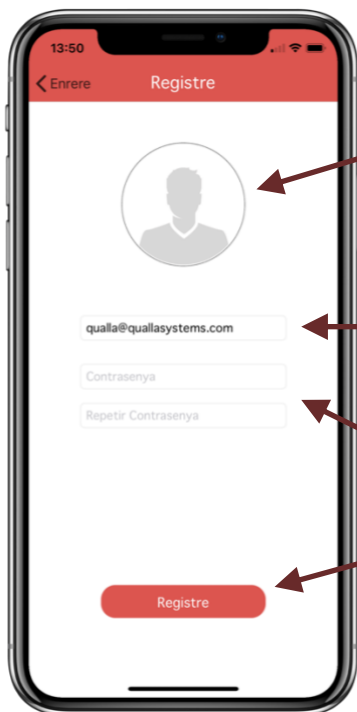 13:50
Enrere
Registre
qualla@quallasystems.com
Contrasenya
Repetir Contrasenya
Registre